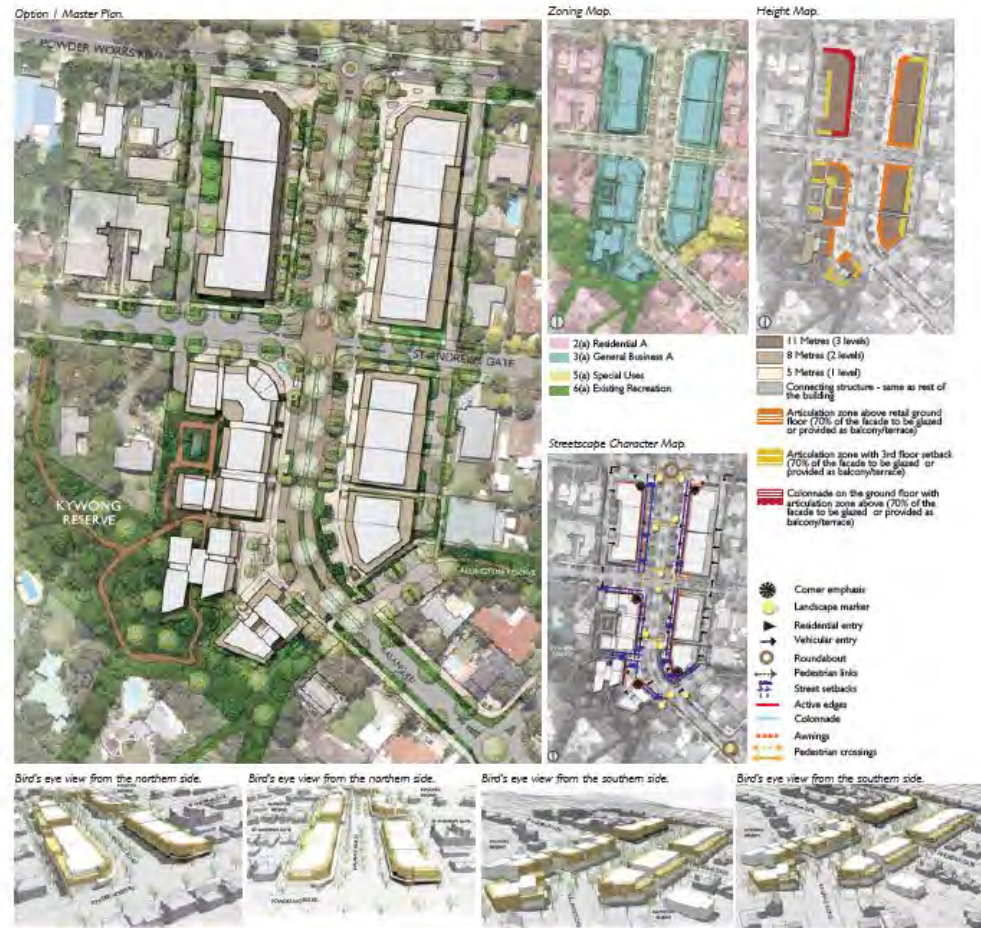 Option 1 Master Plan.
Zoning Map.
Height Map.
POWDER WORKS
ST ANDREWS GATE
KYWONG
RESERVE
KALANG RD
2(a) Residential A
3(a) General Business A
5(a) Special Uses
6(a) Existing Recreation
11 Metres (3 levels)
8 Metres (2 levels)
5 Metres (1 level)
Connecting structure - same as rest of
the building
Articulation zone above retail ground
floor (70% of the facade to be glazed
or provided as balcony/terrace)
Articulation zone with 3rd floor setback
(70% of the facade to be glazed or
provided as balcony/terrace)
Colonnade on the ground floor with
articulation zone above (70% of the
facade to be glazed or provided as
balcony/terrace)
Streetscape Character Map.
Corner emphasis
Landscape marker
Residential entry
Vehicular entry
Roundabout
Pedestrian links
Street setbacks
Active edges
Colonnade
Awnings
Pedestrian crossings
Bird's eye view from the northern side.
Bird's eye view from the northern side.
Bird's eye view from the southern side.
Bird's eye view from the southern side.